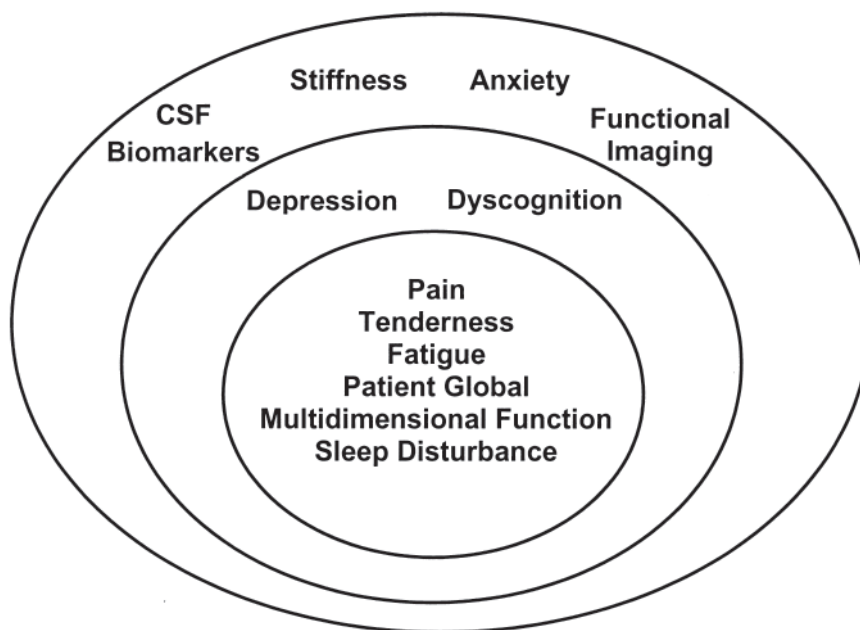 Stiffness Anxiety
CSF
Biomarkers
Functional
Imaging
Depression Dyscognition
Pain
Tenderness
Fatigue
Patient Global
Multidimensional Function
Sleep Disturbance